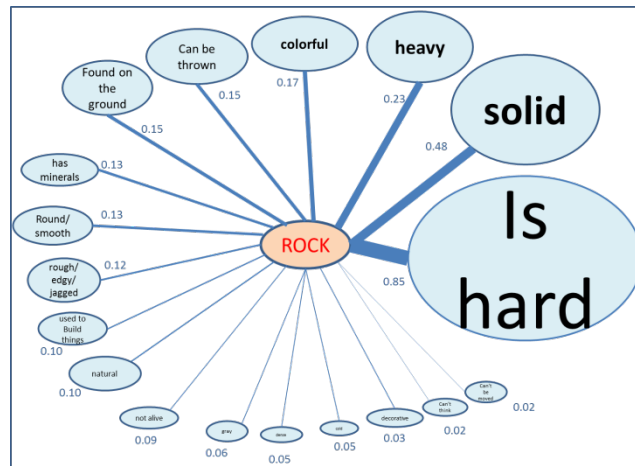 Can be
thrown
colorful
heavy
Found on
the
ground
0.17
0.15
0.23
solid
0.15
0.48
has
minerals
0.13
Is
hard
Round/
smooth
0.13
ROCK
rough/
edgy/
jagged
0.12
0.85
used to
Build
things
0.10
natural
0.10
Can't
be
moved
0.02
Can't
think
0.02
not alive
0.09
gray
0.06
0.05
0.05
decorative
0.03